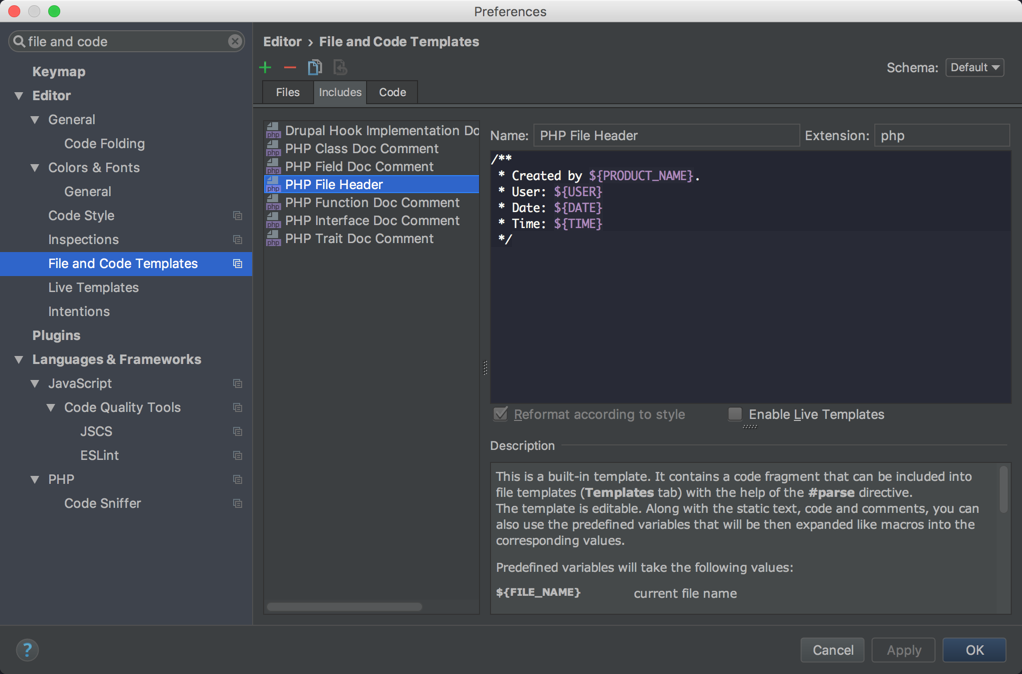 Preferences
file and code
Keymap
Editor
General
Code Folding
Colors & Fonts
General
Code Style
Inspections
File and Code Templates
Live Templates
Intentions
Plugins
Languages & Frameworks
JavaScript
Code Quality Tools
JSCS
ESLint
PHP
Code Sniffer
Editor › File and Code Templates
Schema: Default
Files Includes Code
Drupal Hook Implementation Do
PHP Class Doc Comment
PHP Field Doc Comment
PHP File Header
PHP Function Doc Comment
PHP Interface Doc Comment
PHP Trait Doc Comment
Name: PHP File Header Extension: php
/**
* Created by ${PRODUCT_NAME}.
* User: ${USER}
* Date: ${DATE}
* Time: ${TIME}
*/
Reformat according to style Enable Live Templates
Description
This is a built-in template. It contains a code fragment that can be included into
file templates (Templates tab) with the help of the #parse directive.
The template is editable. Along with the static text, code and comments, you can
also use the predefined variables that will be then expanded like macros into the
corresponding values.
Predefined variables will take the following values:
${FILE_NAME} current file name
? Cancel Apply OK